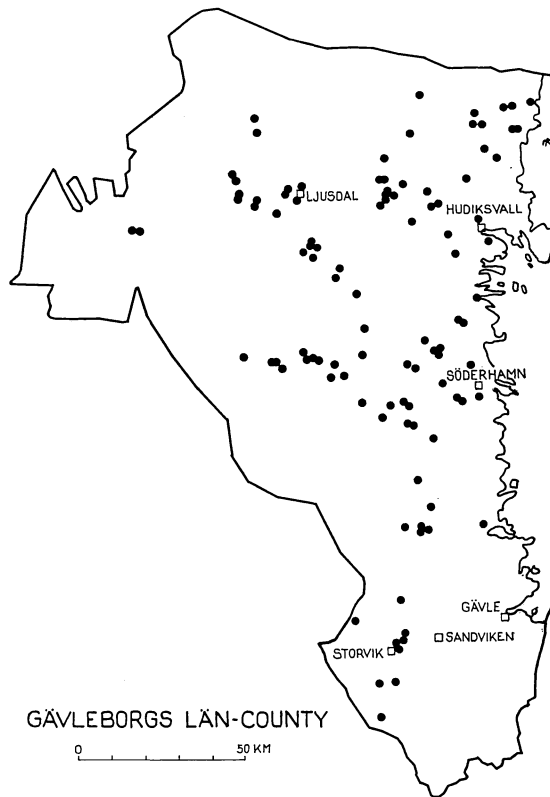 LJUSDAL
HUDIKSVALL
SÖDERHAMN
GÄVLE
SANDVIKEN
STORVIK
GÄVLEBORGS LÄN-COUNTY
0 50 KM